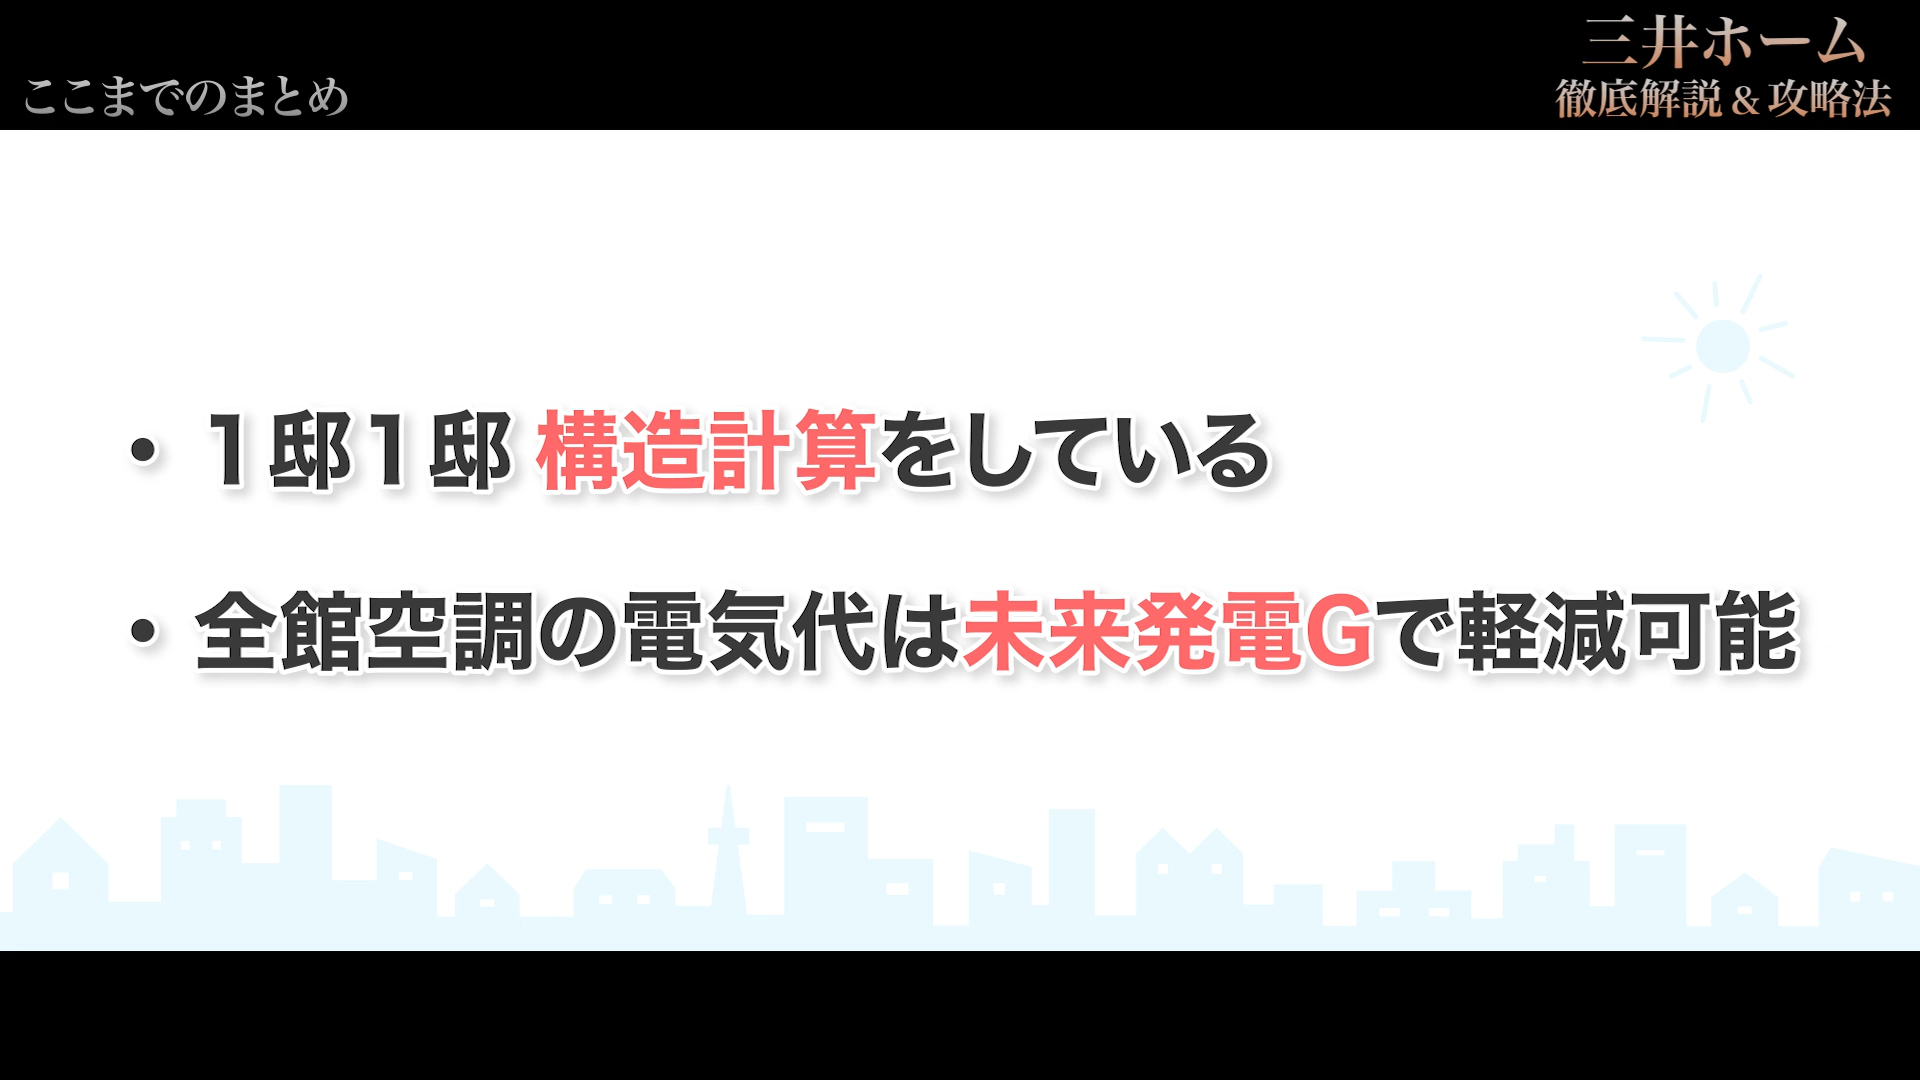 三井ホーム
徹底解説&攻略法
ここまでのまとめ
・1邸1邸 構造計算をしている
・全館空調の電気代は未来発電Gで軽減可能